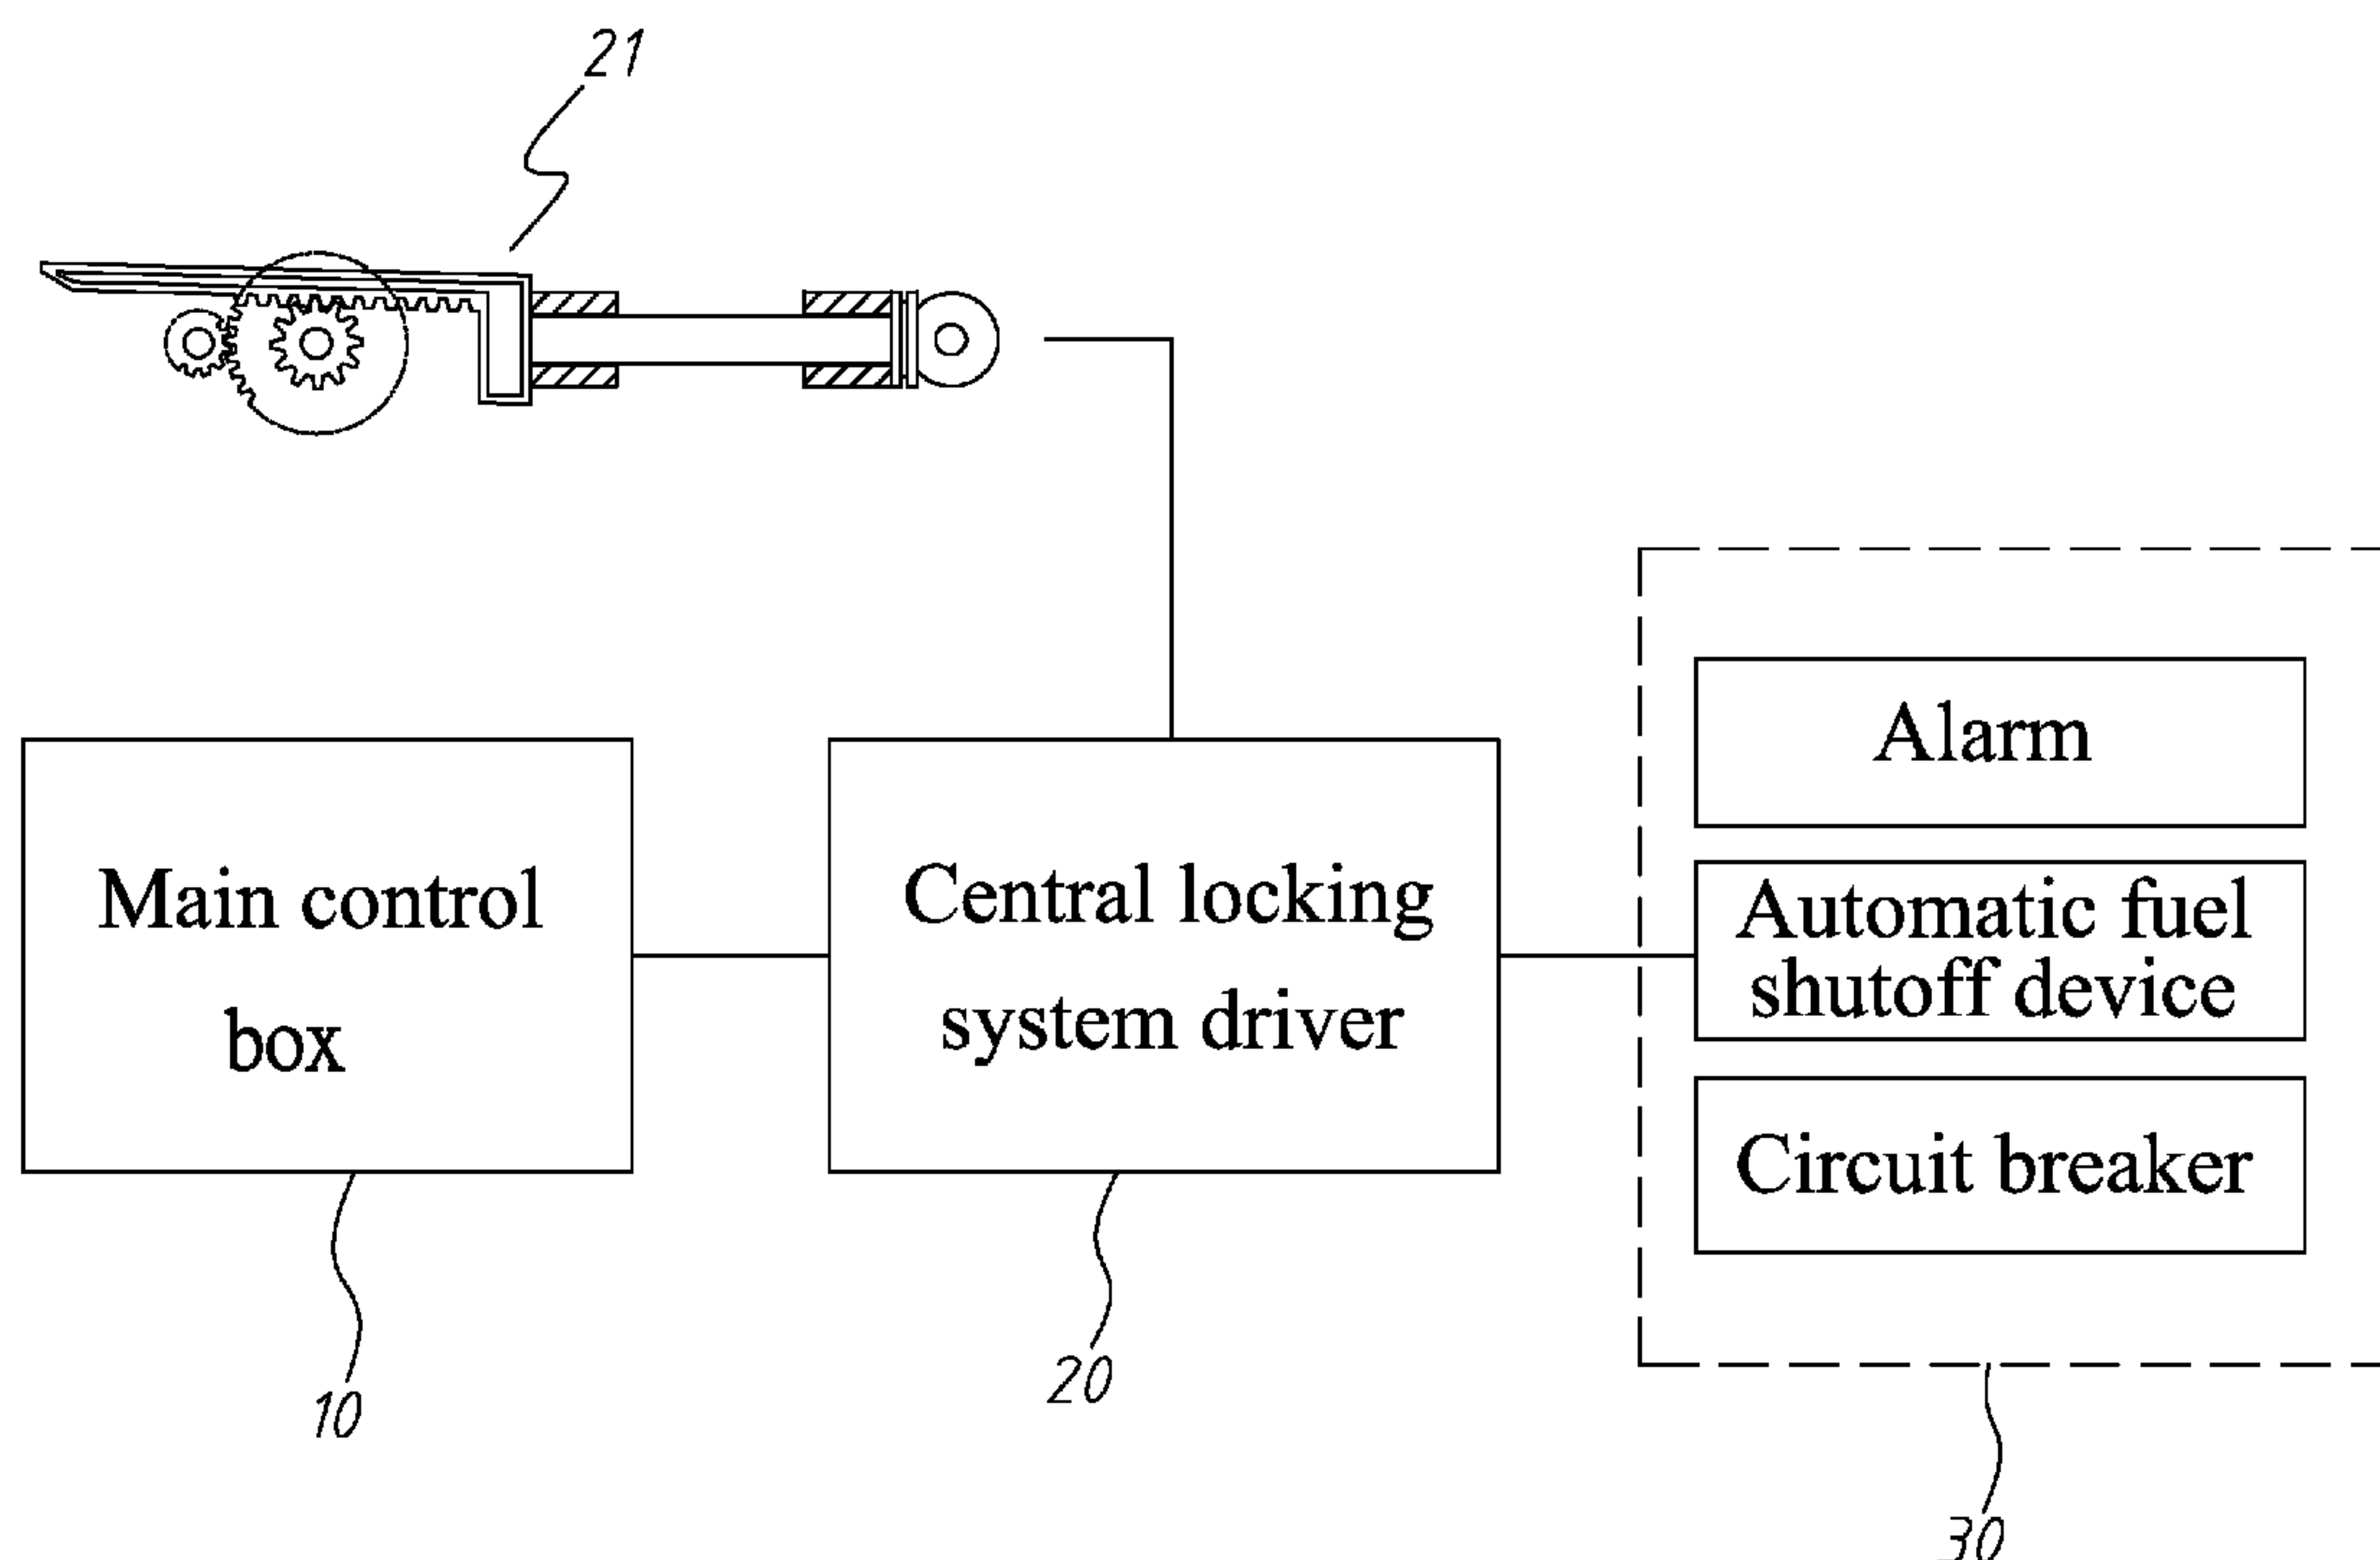 21
Main control
box
Central locking
system driver
Alarm
Automatic fuel
shutoff device
Circuit breaker
10
20
30